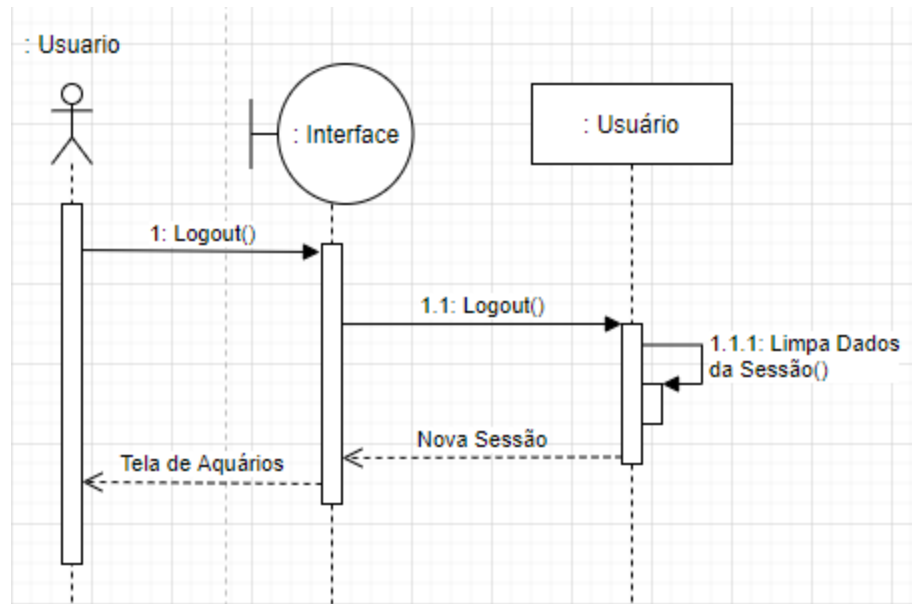 : Usuario
: Interface
: Usuário
1: Logout()
1.1: Logout()
1.1.1: Limpa Dados
da Sessão()
Nova Sessão
Tela de Aquários